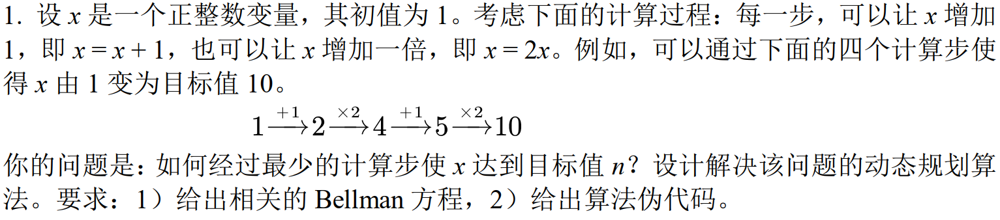 1. 设 x 是一个正整数变量，其初值为 1。考虑下面的计算过程：每一步，可以让 x 增加
1，即 x = x + 1，也可以让 x 增加一倍，即 x = 2x。例如，可以通过下面的四个计算步使
得 x 由 1 变为目标值 10。
1 —+1→ 2 —×2→ 4 —+1→ 5 —×2→ 10
你的问题是：如何经过最少的计算步使 x 达到目标值 n？设计解决该问题的动态规划算
法。要求：1）给出相关的 Bellman 方程，2）给出算法伪代码。